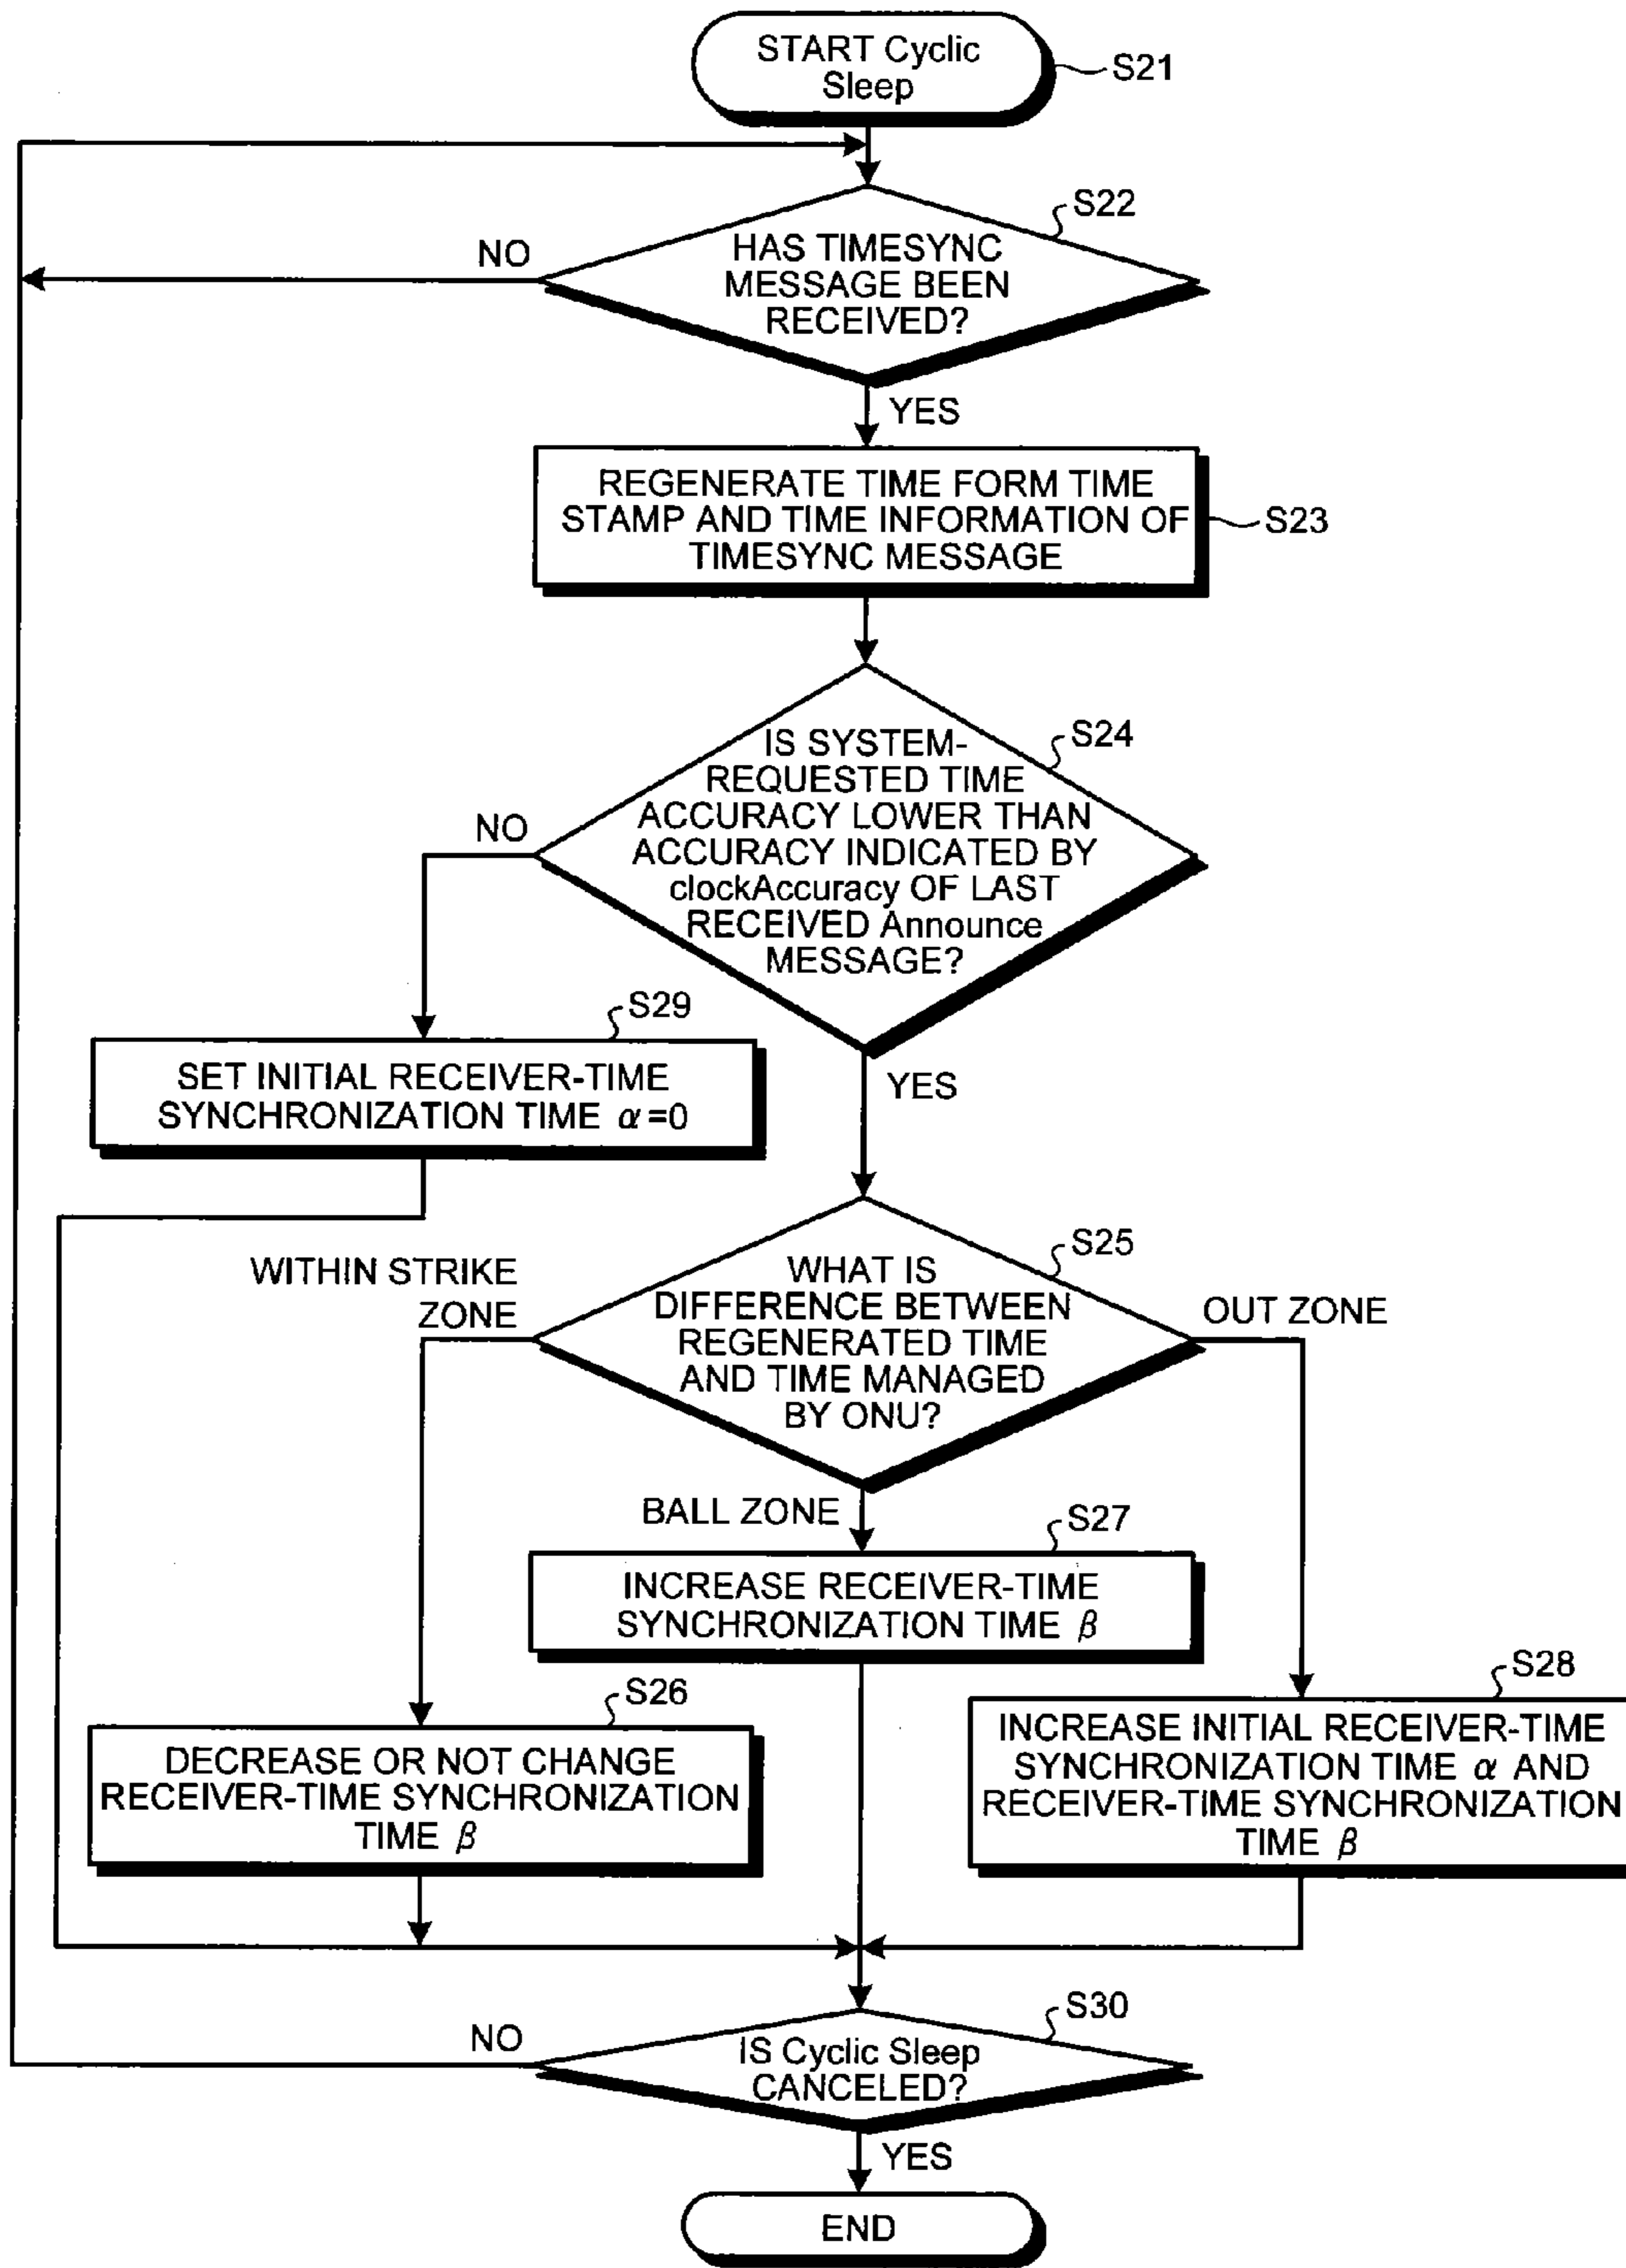 START Cyclic
Sleep
S21
S22
NO
HAS TIMESYNC
MESSAGE BEEN
RECEIVED?
YES
REGENERATE TIME FORM TIME
STAMP AND TIME INFORMATION OF
TIMESYNC MESSAGE
S23
S24
IS SYSTEM-
REQUESTED TIME
ACCURACY LOWER THAN
ACCURACY INDICATED BY
clockAccuracy OF LAST
RECEIVED Announce
MESSAGE?
NO
S29
SET INITIAL RECEIVER-TIME
SYNCHRONIZATION TIME α=0
YES
S25
WITHIN STRIKE
ZONE
WHAT IS
DIFFERENCE BETWEEN
REGENERATED TIME
AND TIME MANAGED
BY ONU?
OUT ZONE
BALL ZONE
S27
INCREASE RECEIVER-TIME
SYNCHRONIZATION TIME β
S26
DECREASE OR NOT CHANGE
RECEIVER-TIME SYNCHRONIZATION
TIME β
S28
INCREASE INITIAL RECEIVER-TIME
SYNCHRONIZATION TIME α AND
RECEIVER-TIME SYNCHRONIZATION
TIME β
S30
NO
IS Cyclic Sleep
CANCELED?
YES
END